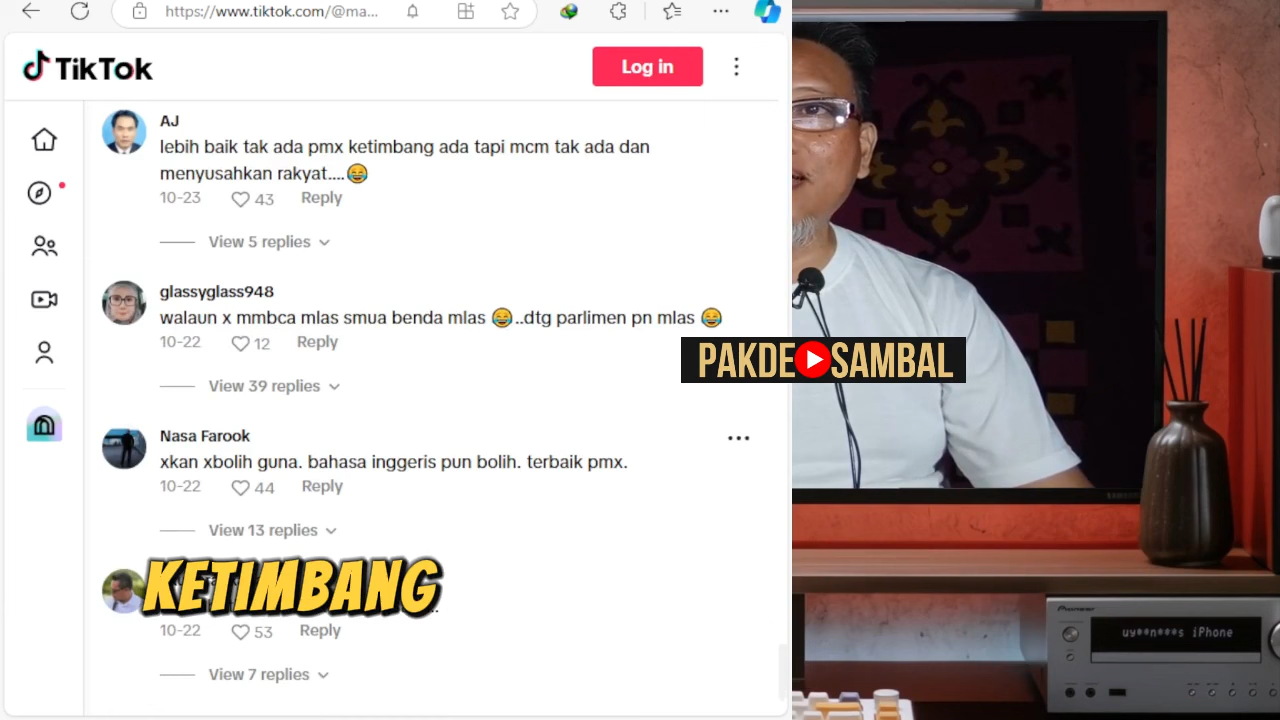 https://www.tiktok.com/@ma...
TikTok
Log in
AJ
lebih baik tak ada pmx ketimbang ada tapi mcm tak ada dan
menyusahkan rakyat....😂
10-23 43 Reply
View 5 replies
glassyglass948
walaun x mmbca mlas smua benda mlas 😂..dtg parlimen pn mlas 😂
10-22 12 Reply
View 39 replies
Nasa Farook
xkan xbolih guna. bahasa inggeris pun bolih. terbaik pmx.
10-22 44 Reply
View 13 replies
KETIMBANG
10-22 53 Reply
View 7 replies
PAKDE SAMBAL
SAMSUNG
Pioneer